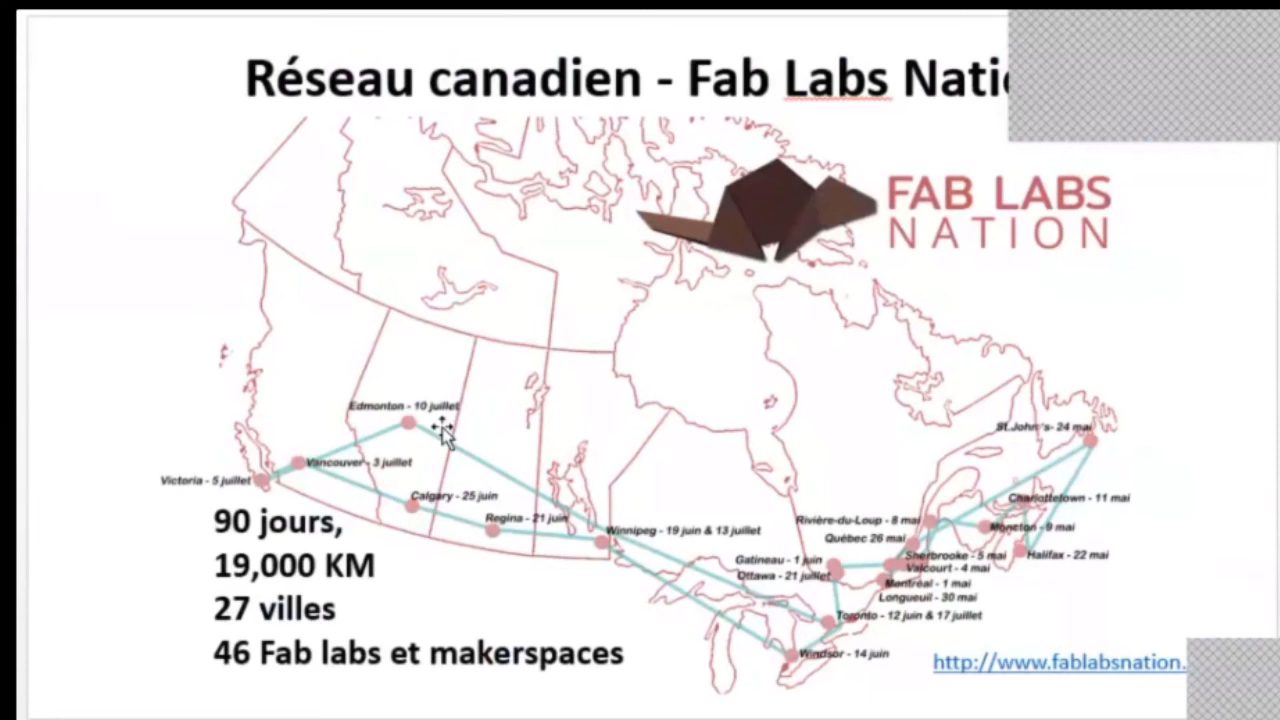 Réseau canadien - Fab Labs Natio
FAB LABS
NATION
Edmonton - 10 juillet
St.John's- 24 mai
Vancouver - 3 juillet
Victoria - 5 juillet
Calgary - 25 juin
Charlottetown - 11 mai
Regina - 21 juin
Rivière-du-Loup - 8 mai
Moncton - 9 mai
Winnipeg - 19 juin & 13 juillet
Québec 26 mai
Sherbrooke - 5 mai
Halifax - 22 mai
Gatineau - 1 juin
Valcourt - 4 mai
Ottawa - 21 juillet
Montréal - 1 mai
Longueuil - 30 mai
Toronto - 12 juin & 17 juillet
Windsor - 14 juin
90 jours,
19,000 KM
27 villes
46 Fab labs et makerspaces
http://www.fablabsnation.